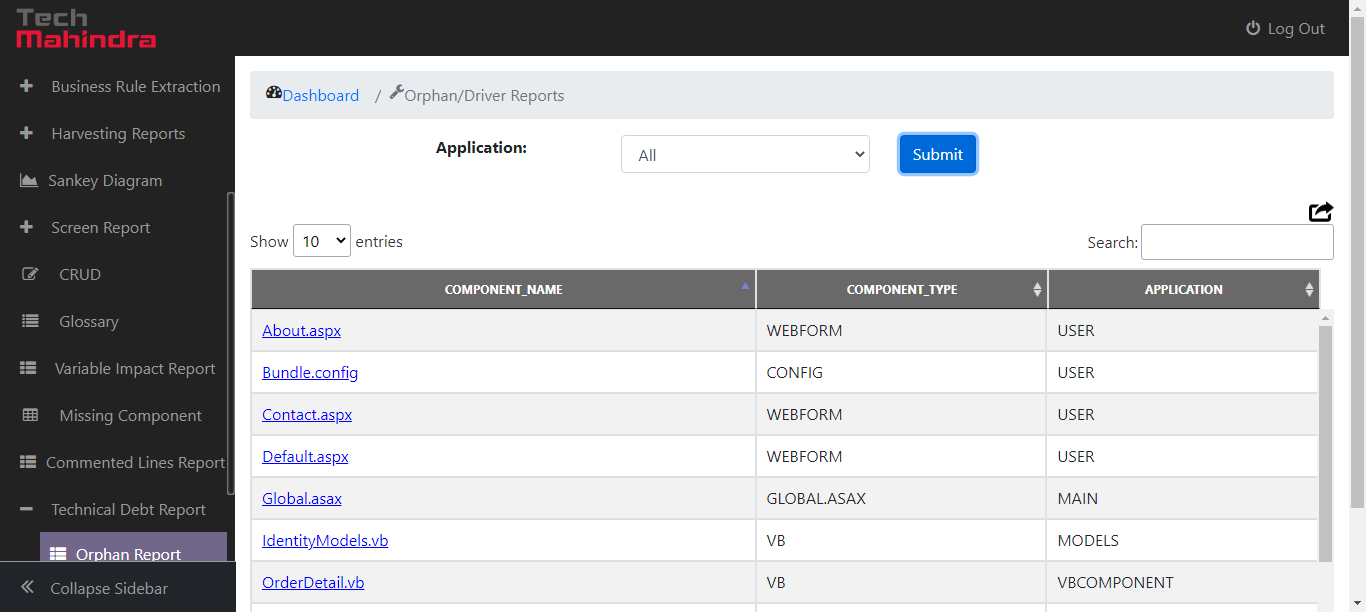 Tech
Mahindra
Log Out
Business Rule Extraction
Harvesting Reports
Sankey Diagram
Screen Report
CRUD
Glossary
Variable Impact Report
Missing Component
Commented Lines Report
Technical Debt Report
Orphan Report
Collapse Sidebar
Dashboard / Orphan/Driver Reports
Application: All Submit
Show 10 entries Search:
COMPONENT_NAME COMPONENT_TYPE APPLICATION
About.aspx WEBFORM USER
Bundle.config CONFIG USER
Contact.aspx WEBFORM USER
Default.aspx WEBFORM USER
Global.asax GLOBAL.ASAX MAIN
IdentityModels.vb VB MODELS
OrderDetail.vb VB VBCOMPONENT